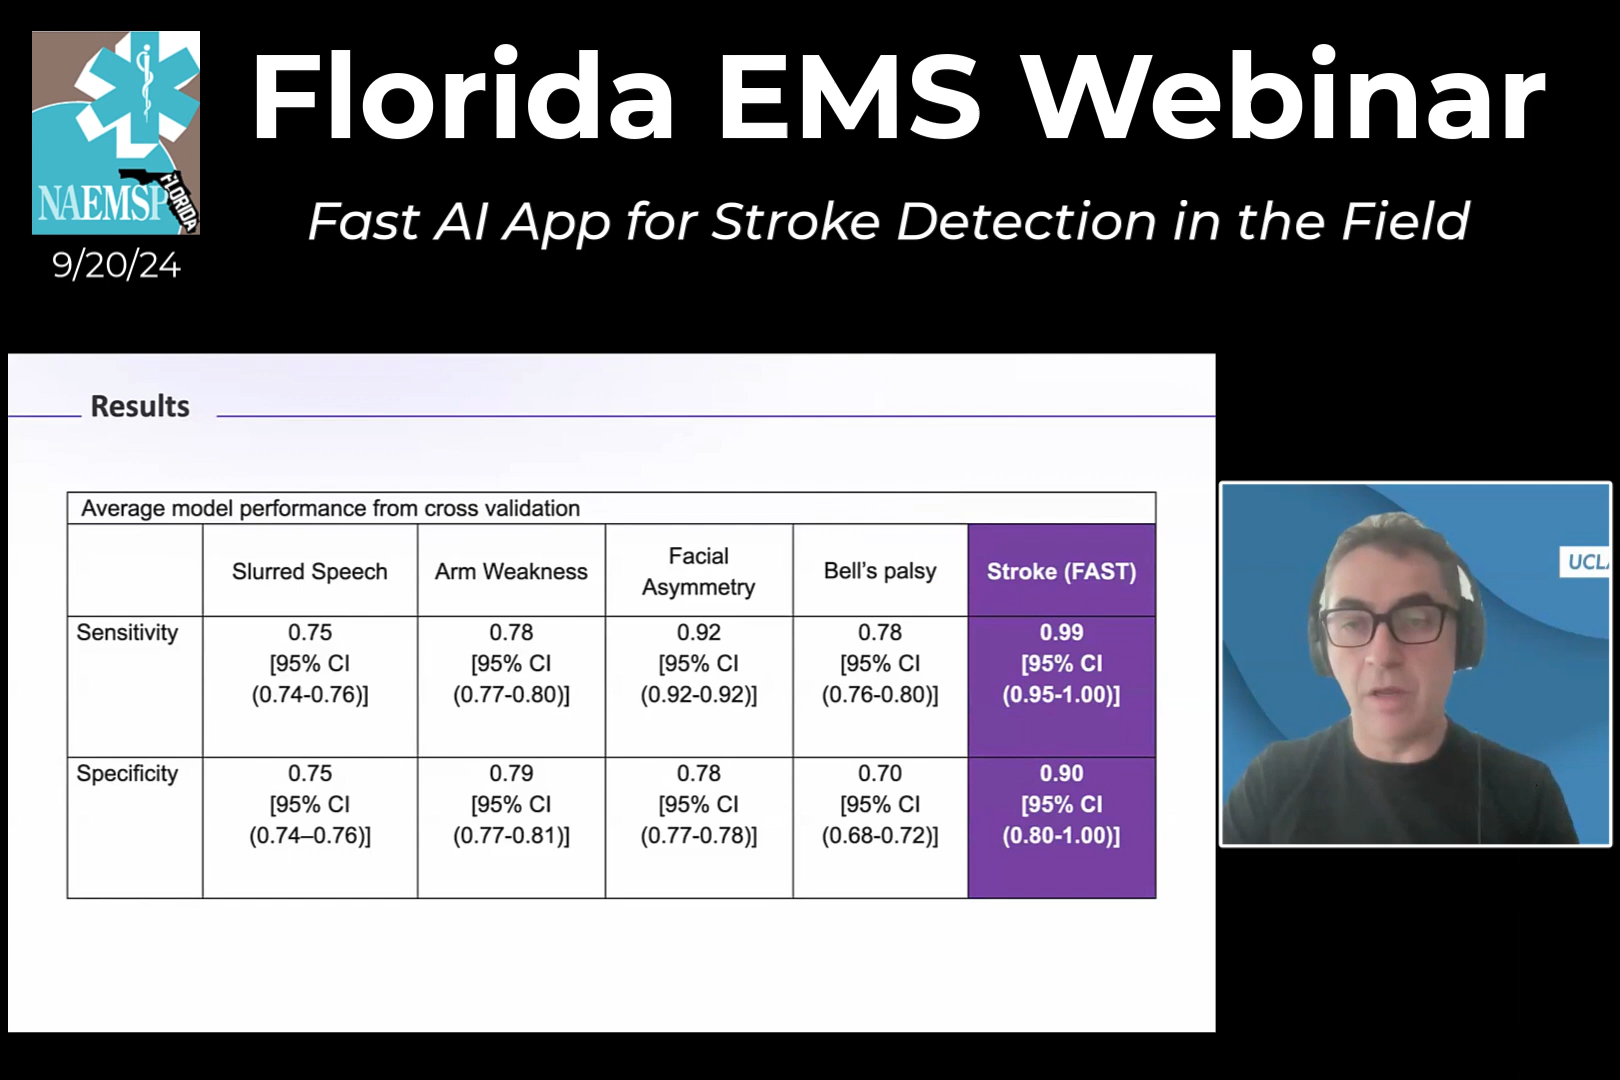 Florida EMS Webinar
Fast AI App for Stroke Detection in the Field
NAEMSP
FLORIDA
9/20/24
Results
Average model performance from cross validation
Slurred Speech
Arm Weakness
Facial
Asymmetry
Bell’s palsy
Stroke (FAST)
Sensitivity
0.75
[95% CI
(0.74-0.76)]
0.78
[95% CI
(0.77-0.80)]
0.92
[95% CI
(0.92-0.92)]
0.78
[95% CI
(0.76-0.80)]
0.99
[95% CI
(0.95-1.00)]
Specificity
0.75
[95% CI
(0.74–0.76)]
0.79
[95% CI
(0.77-0.81)]
0.78
[95% CI
(0.77-0.78)]
0.70
[95% CI
(0.68-0.72)]
0.90
[95% CI
(0.80-1.00)]
UCLA